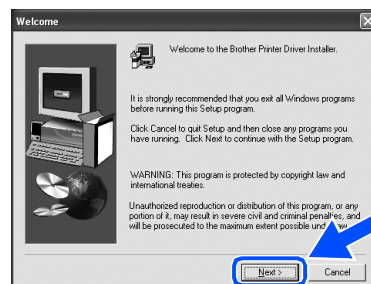 Welcome
Welcome to the Brother Printer Driver Installer.
It is strongly recommended that you exit all Windows programs
before running this Setup program.
Click Cancel to quit Setup and then close any programs you
have running. Click Next to continue with the Setup program.
WARNING: This program is protected by copyright law and
international treaties.
Unauthorized reproduction or distribution of this program, or any
portion of it, may result in severe civil and criminal penalties, and
will be prosecuted to the maximum extent possible under law.
Next >
Cancel